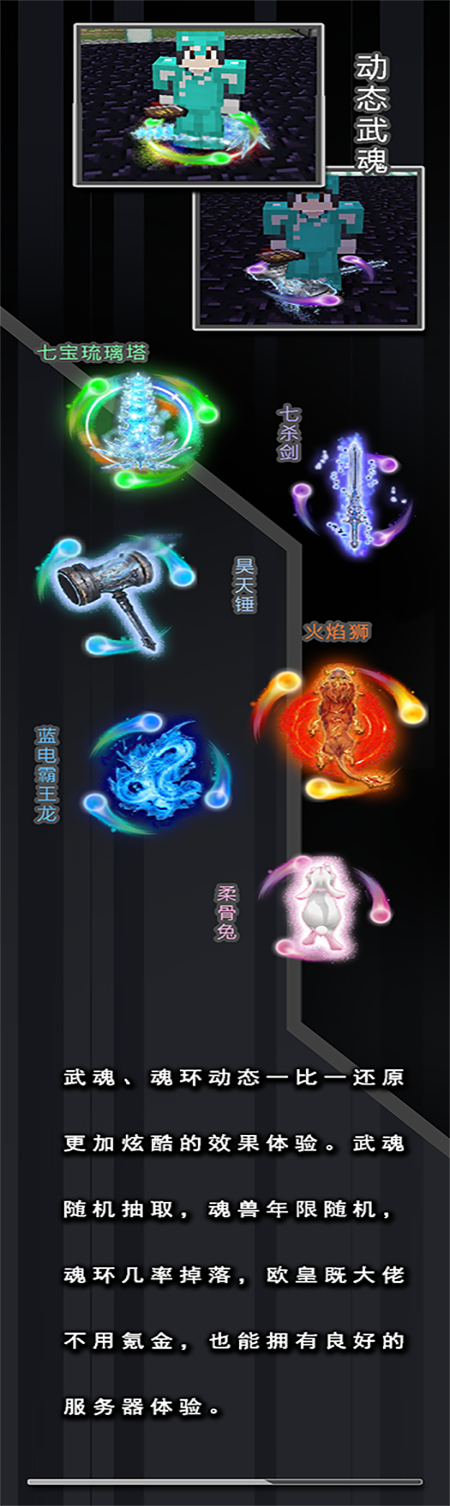 动态武魂
七宝琉璃塔
七杀剑
昊天锤
火焰狮
蓝电霸王龙
柔骨兔
武魂、魂环动态一比一还原
更加炫酷的效果体验。武魂
随机抽取，魂兽年限随机，
魂环几率掉落，欧皇既大佬
不用氪金，也能拥有良好的
服务器体验。